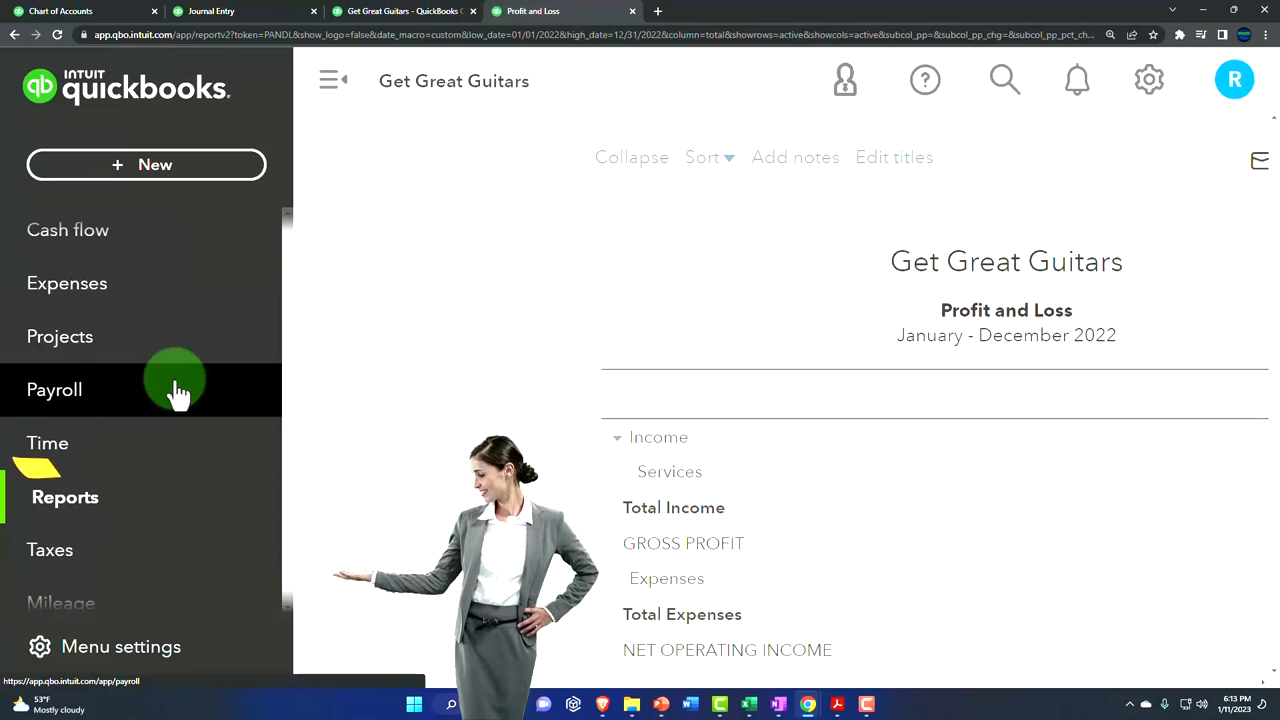 Chart of Accounts
Journal Entry
Get Great Guitars - QuickBooks C
Profit and Loss
app.qbo.intuit.com/app/reportv2?token=PANDL&show_logo=false&date_macro=custom&low_date=01/01/2022&high_date=12/31/2022&column=total&showrows=active&showcols=active&subcol_pp=&subcol_pp_chg=&subcol_pp_pct_ch...
INTUIT
quickbooks.
Get Great Guitars
R
+ New
Collapse Sort Add notes Edit titles
Cash flow
Expenses
Projects
Payroll
Time
Reports
Taxes
Mileage
Menu settings
Get Great Guitars
Profit and Loss
January - December 2022
Income
Services
Total Income
GROSS PROFIT
Expenses
Total Expenses
NET OPERATING INCOME
https://app.qbo.intuit.com/app/payroll
53°F
Mostly cloudy
6:13 PM
1/11/2023